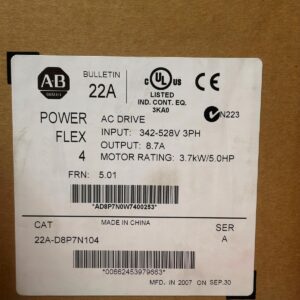 AB
BULLETIN
22A
C UL US
LISTED
IND. CONT. EQ.
3KA0
N223
POWER
FLEX
4
AC DRIVE
INPUT: 342-528V 3PH
OUTPUT: 8.7A
MOTOR RATING: 3.7kW/5.0HP
FRN: 5.01
*AD8P7N0W7400253*
CAT
MADE IN CHINA
SER
22A-D8P7N104
A
*00662453979663*
MFD. IN 2007 ON SEP.30